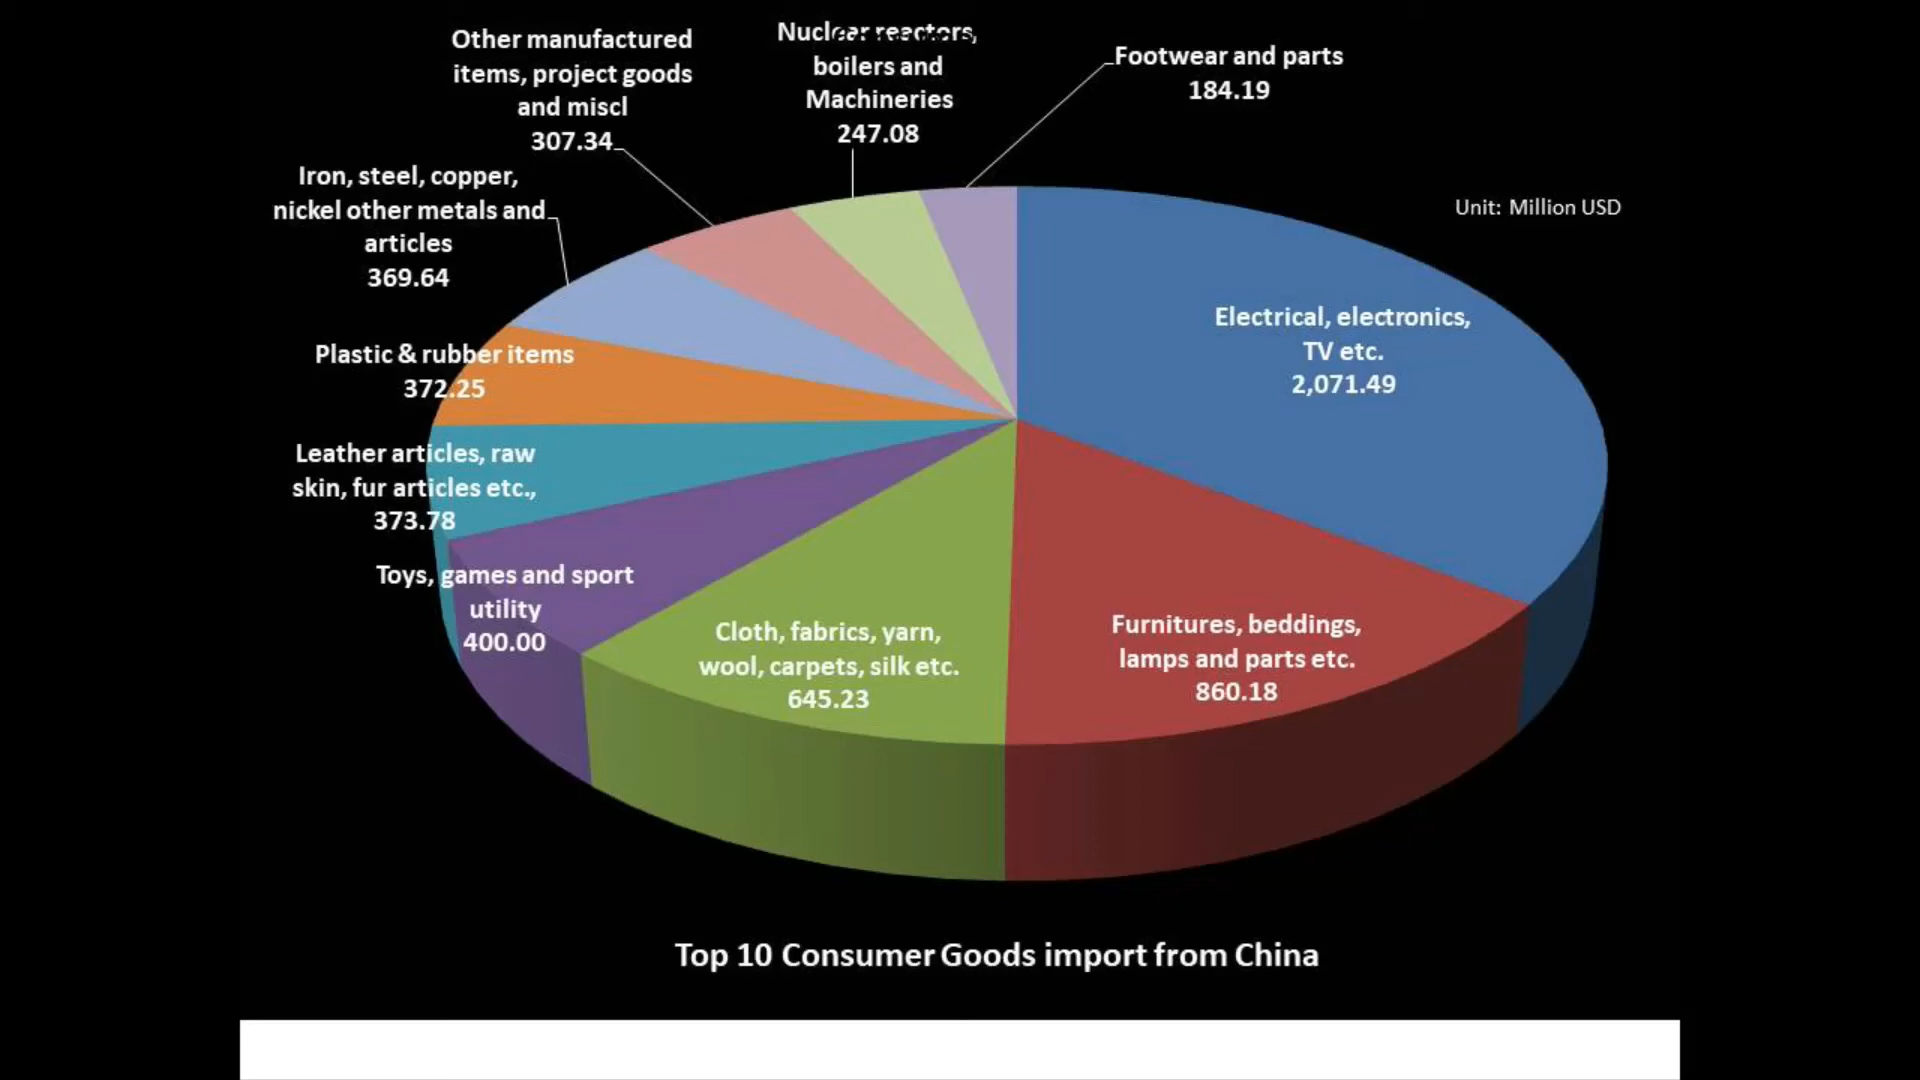 Other manufactured
items, project goods
and miscl
307.34
Nuclear reactors,
boilers and
Machineries
247.08
Footwear and parts
184.19
Iron, steel, copper,
nickel other metals and
articles
369.64
Unit: Million USD
Electrical, electronics,
TV etc.
2,071.49
Plastic & rubber items
372.25
Leather articles, raw
skin, fur articles etc.,
373.78
Toys, games and sport
utility
400.00
Cloth, fabrics, yarn,
wool, carpets, silk etc.
645.23
Furnitures, beddings,
lamps and parts etc.
860.18
Top 10 Consumer Goods import from China